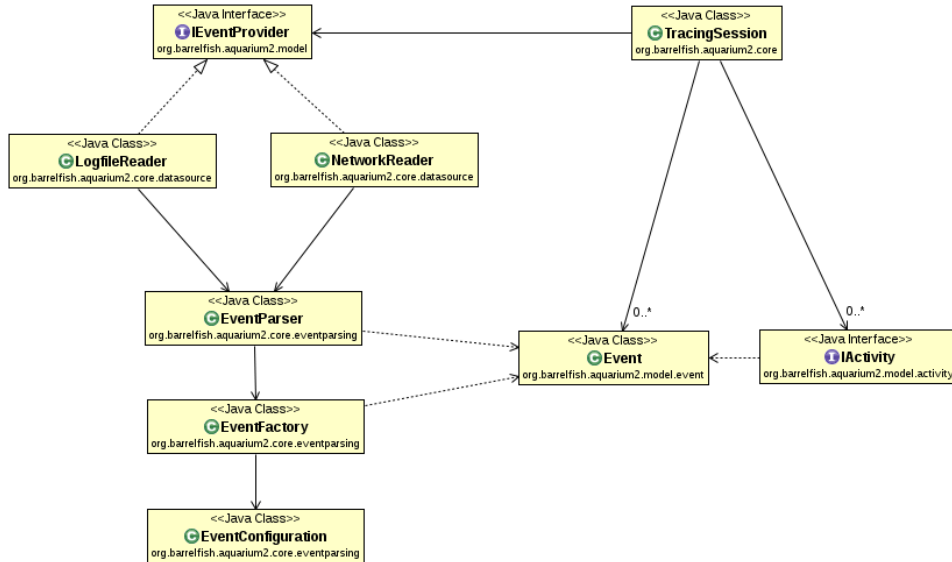 <<Java Interface>>
IEventProvider
org.barrelfish.aquarium2.model
<<Java Class>>
TracingSession
org.barrelfish.aquarium2.core
<<Java Class>>
LogfileReader
org.barrelfish.aquarium2.core.datasource
<<Java Class>>
NetworkReader
org.barrelfish.aquarium2.core.datasource
<<Java Class>>
EventParser
org.barrelfish.aquarium2.core.eventparsing
0..*
0..*
<<Java Class>>
Event
org.barrelfish.aquarium2.model.event
<<Java Interface>>
IActivity
org.barrelfish.aquarium2.model.activity
<<Java Class>>
EventFactory
org.barrelfish.aquarium2.core.eventparsing
<<Java Class>>
EventConfiguration
org.barrelfish.aquarium2.core.eventparsing